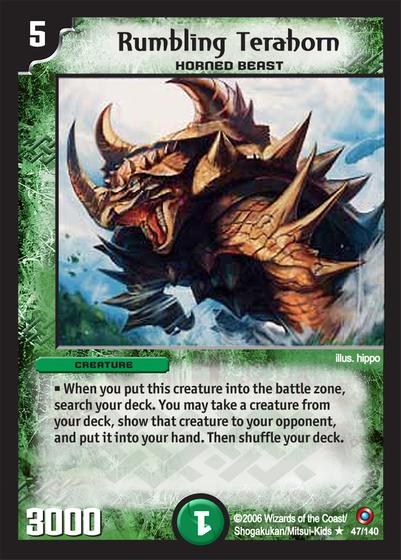 5
Rumbling Terahorn
HORNED BEAST
illus. hippo
CREATURE
▪ When you put this creature into the battle zone,
search your deck. You may take a creature from
your deck, show that creature to your opponent,
and put it into your hand. Then shuffle your deck.
3000
1
©2006 Wizards of the Coast/
Shogakukan/Mitsui-Kids ★ 47/140